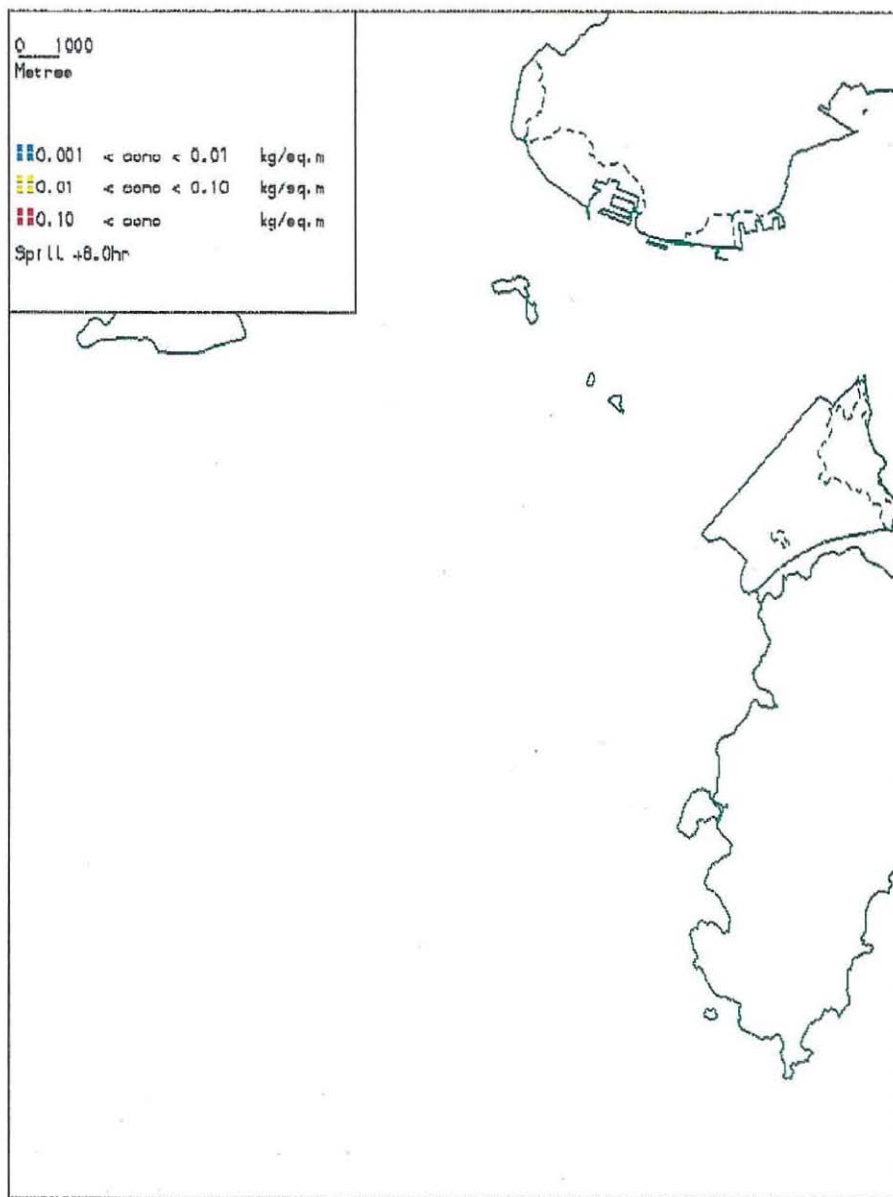 0 1000
Metres
0.001 < conc < 0.01 kg/sq.m
0.01 < conc < 0.10 kg/sq.m
0.10 < conc kg/sq.m
Spill +8.0hr